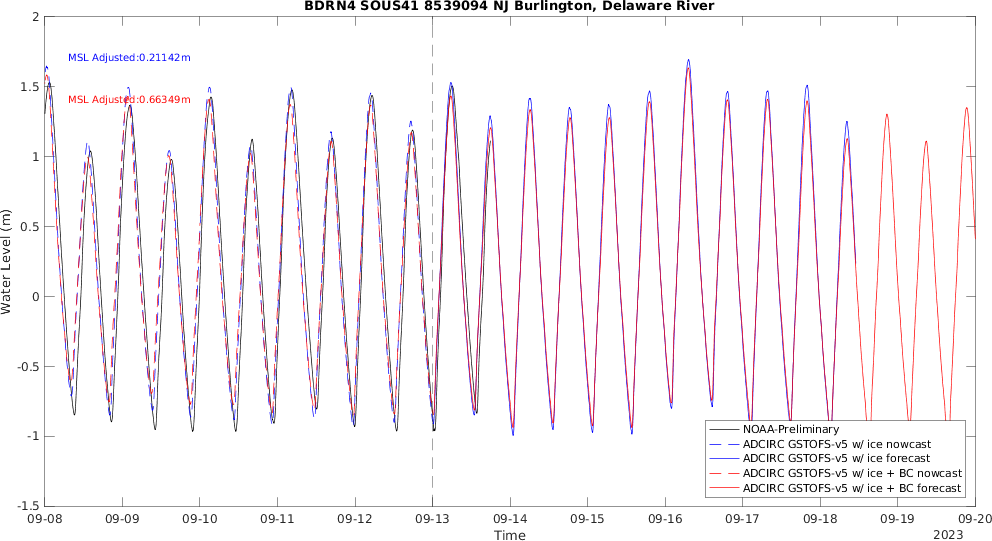 BDRN4 SOUS41 8539094 NJ Burlington, Delaware River
2
1.5
1
0.5
0
-0.5
-1
-1.5
Water Level (m)
MSL Adjusted:0.21142m
MSL Adjusted:0.66349m
NOAA-Preliminary
ADCIRC GSTOFS-v5 w/ ice nowcast
ADCIRC GSTOFS-v5 w/ ice forecast
ADCIRC GSTOFS-v5 w/ ice + BC nowcast
ADCIRC GSTOFS-v5 w/ ice + BC forecast
09-08 09-09 09-10 09-11 09-12 09-13 09-14 09-15 09-16 09-17 09-18 09-19 09-20
Time
2023